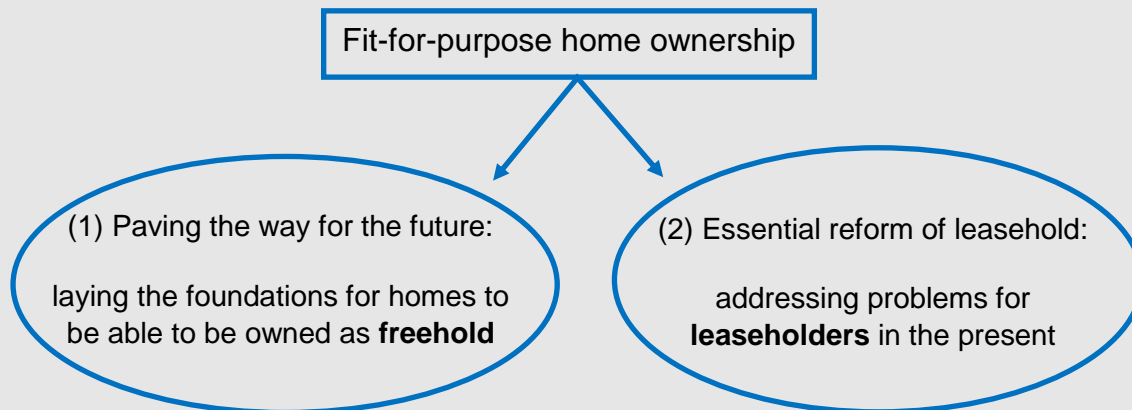 Fit-for-purpose home ownership
(1) Paving the way for the future:
laying the foundations for homes to
be able to be owned as freehold
(2) Essential reform of leasehold:
addressing problems for
leaseholders in the present